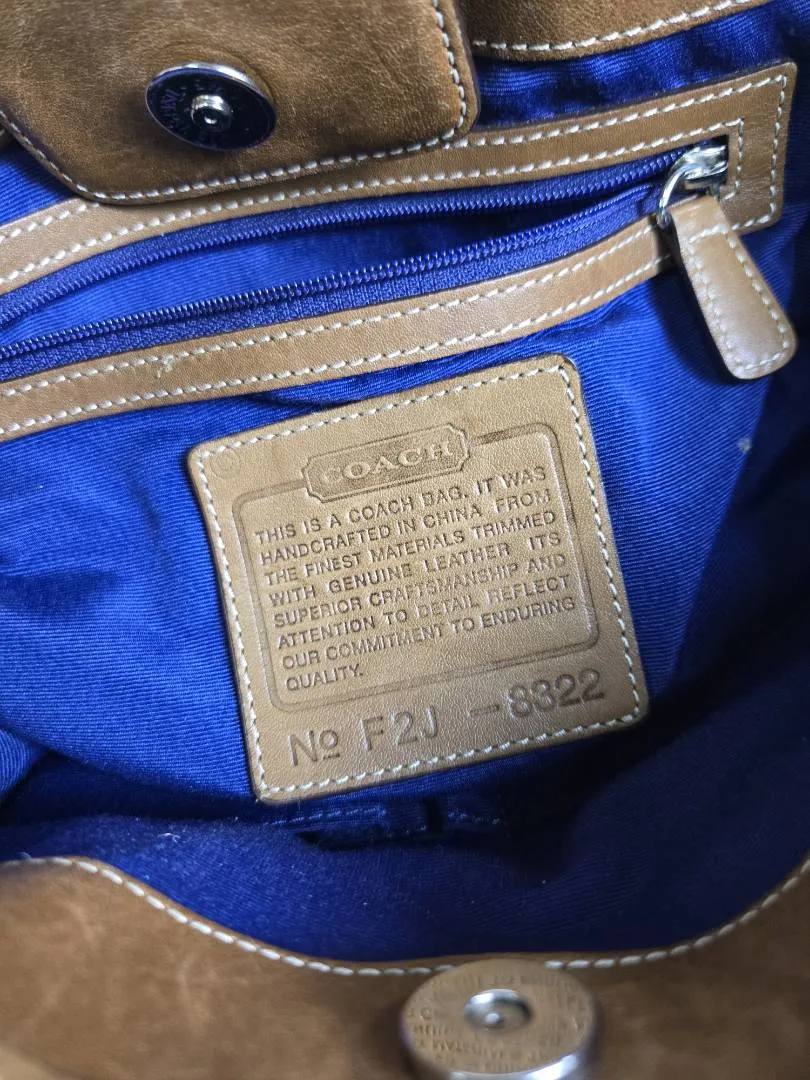 COACH
THIS IS A COACH BAG. IT WAS
HANDCRAFTED IN CHINA FROM
THE FINEST MATERIALS TRIMMED
WITH GENUINE LEATHER ITS
SUPERIOR CRAFTSMANSHIP AND
ATTENTION TO DETAIL REFLECT
OUR COMMITMENT TO ENDURING
QUALITY.
No F2J -8822